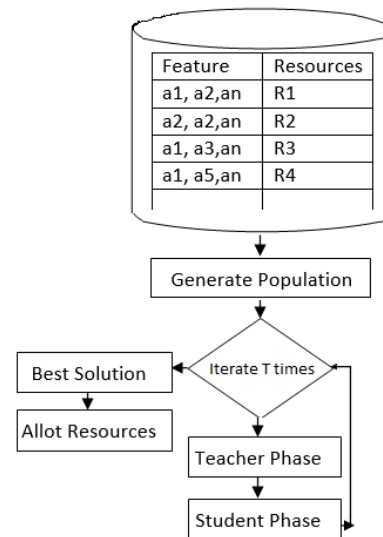 Feature Resources
a1, a2,an R1
a2, a2,an R2
a1, a3,an R3
a1, a5,an R4
Generate Population
Iterate T times
Best Solution
Allot Resources
Teacher Phase
Student Phase